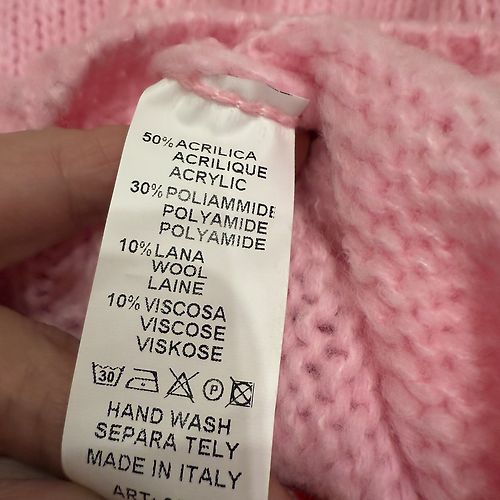 50% ACRILICA
ACRILIQUE
ACRYLIC
30% POLIAMMIDE
POLYAMIDE
POLYAMIDE
10% LANA
WOOL
LAINE
10% VISCOSA
VISCOSE
VISKOSE
30 P
HAND WASH
SEPARA TELY
MADE IN ITALY
ART: